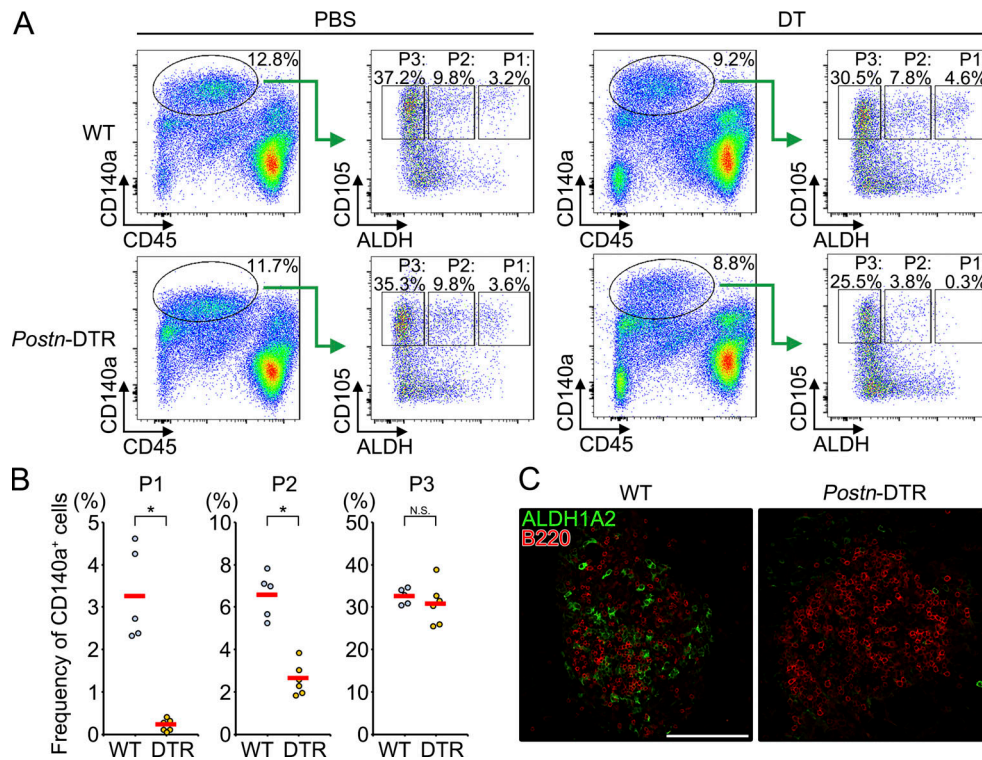 A
PBS
DT
12.8%
P3: P2: P1:
37.2% 9.8% 3.2%
9.2%
P3: P2: P1:
30.5% 7.8% 4.6%
WT
CD140a
CD45
CD105
ALDH
CD140a
CD45
CD105
ALDH
11.7%
P3: P2: P1:
35.3% 9.8% 3.6%
8.8%
P3: P2: P1
25.5% 3.8% 0.3%
Postn-DTR
CD140a
CD45
CD105
ALDH
CD140a
CD45
CD105
ALDH
B
Frequency of CD140a⁺ cells
(%) P1
*
5
4
3
2
1
0
WT DTR
(%) P2
*
8
6
4
2
0
WT DTR
(%) P3
N.S.
50
40
30
20
10
0
WT DTR
C
WT
Postn-DTR
ALDH1A2
B220